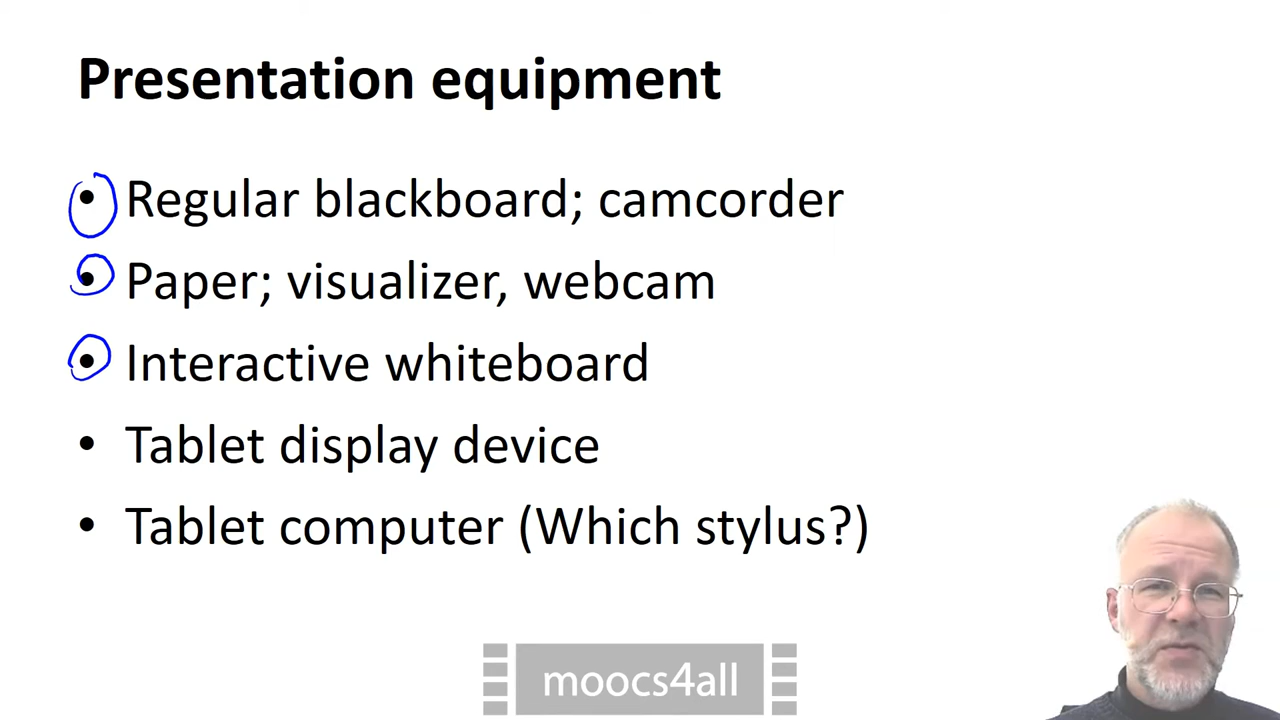 Presentation equipment
• Regular blackboard; camcorder
• Paper; visualizer, webcam
• Interactive whiteboard
• Tablet display device
• Tablet computer (Which stylus?)
moocs4all